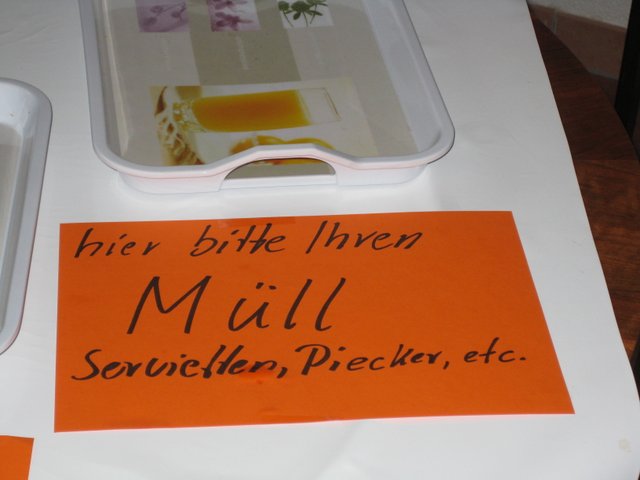 hier bitte Ihren
Müll
Servietten, Piecker, etc.